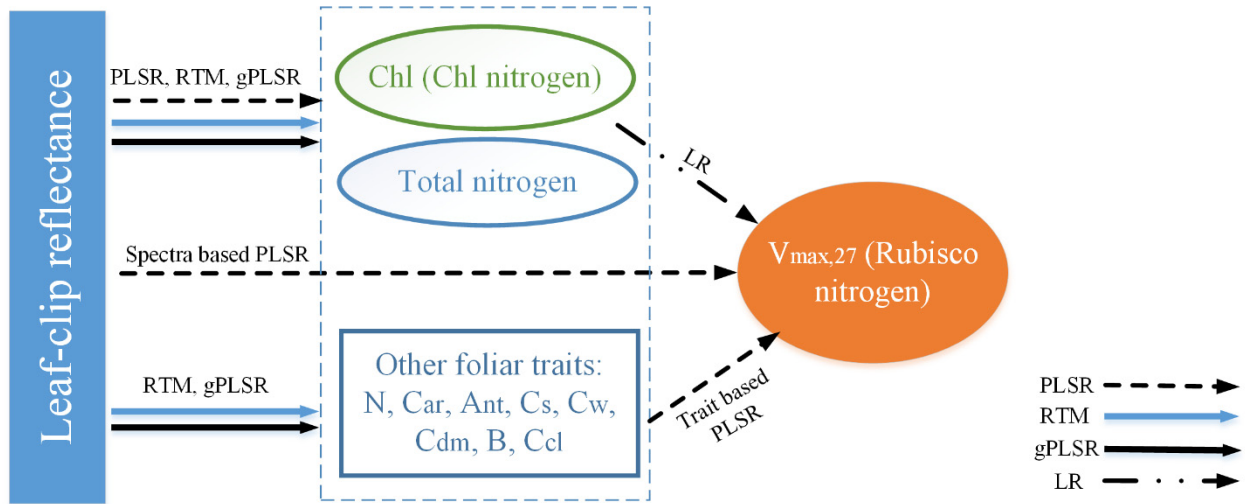 Leaf-clip reflectance
PLSR, RTM, gPLSR
Chl (Chl nitrogen)
Total nitrogen
LR
Spectra based PLSR
Vmax,27 (Rubisco
nitrogen)
RTM, gPLSR
Other foliar traits:
N, Car, Ant, Cs, Cw,
Cdm, B, Ccl
Trait based
PLSR
PLSR
RTM
gPLSR
LR